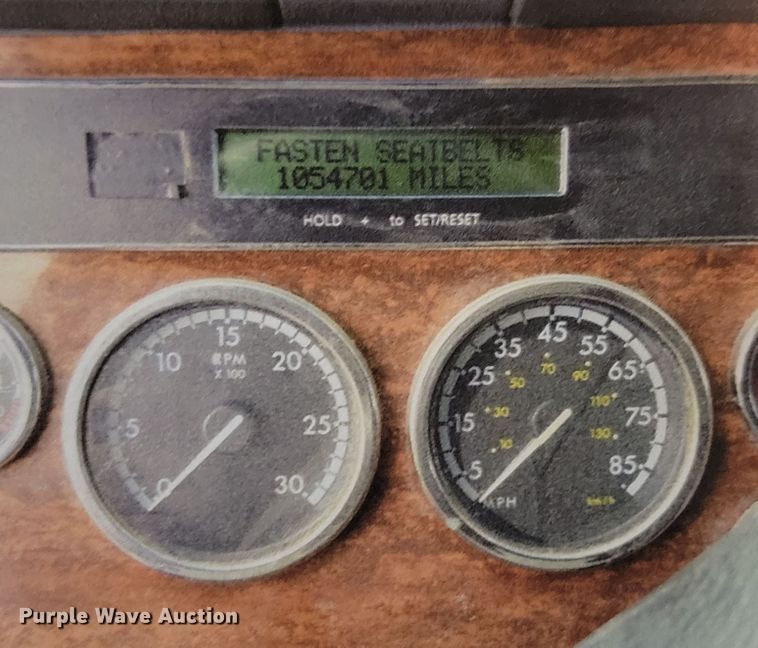 FASTEN SEATBELTS
1054701 MILES
HOLD + to SET/RESET
0 5 10 15 20 25 30
RPM
X 100
5 15 25 35 45 55 65 75 85
10 30 50 70 90 110 130
MPH
km/h
Purple Wave Auction